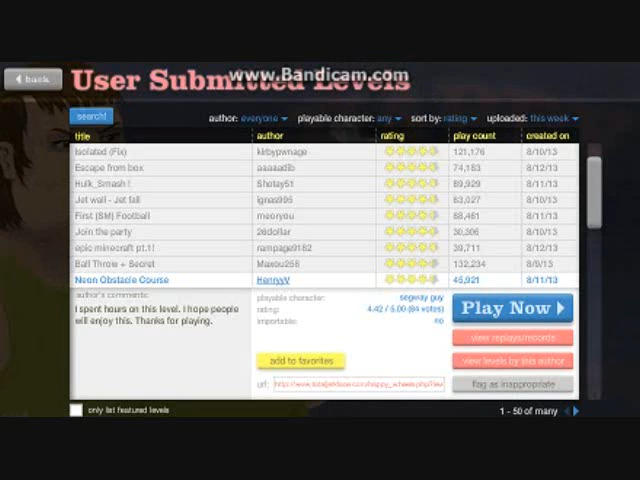 www.Bandicam.com
back
User Submitted Levels
search!
author: everyone playable character: any sort by: rating uploaded: this week
title author rating play count created on
Isolated (Fix) kirbypwnage 121,176 8/10/13
Escape from box aaaaadib 74,183 8/12/13
Hulk_Smash ! Shotay51 89,929 8/11/13
Jet wall - Jet fall ignas995 63,027 8/10/13
First (SM) Football meoryou 88,461 8/11/13
Join the party 26dollar 30,306 8/10/13
epic minecraft pt.1! rampage9182 39,711 8/12/13
Ball Throw + Secret Maxou256 132,234 8/9/13
Neon Obstacle Course HenryyV 45,921 8/11/13
author's comments:
I spent hours on this level. I hope people
will enjoy this. Thanks for playing.
playable character: segway guy
rating: 4.42 / 5.00 (84 votes)
importable: no
add to favorites
url:
Play Now
view replays/records
view levels by this author
flag as inappropriate
only list featured levels
1 - 50 of many